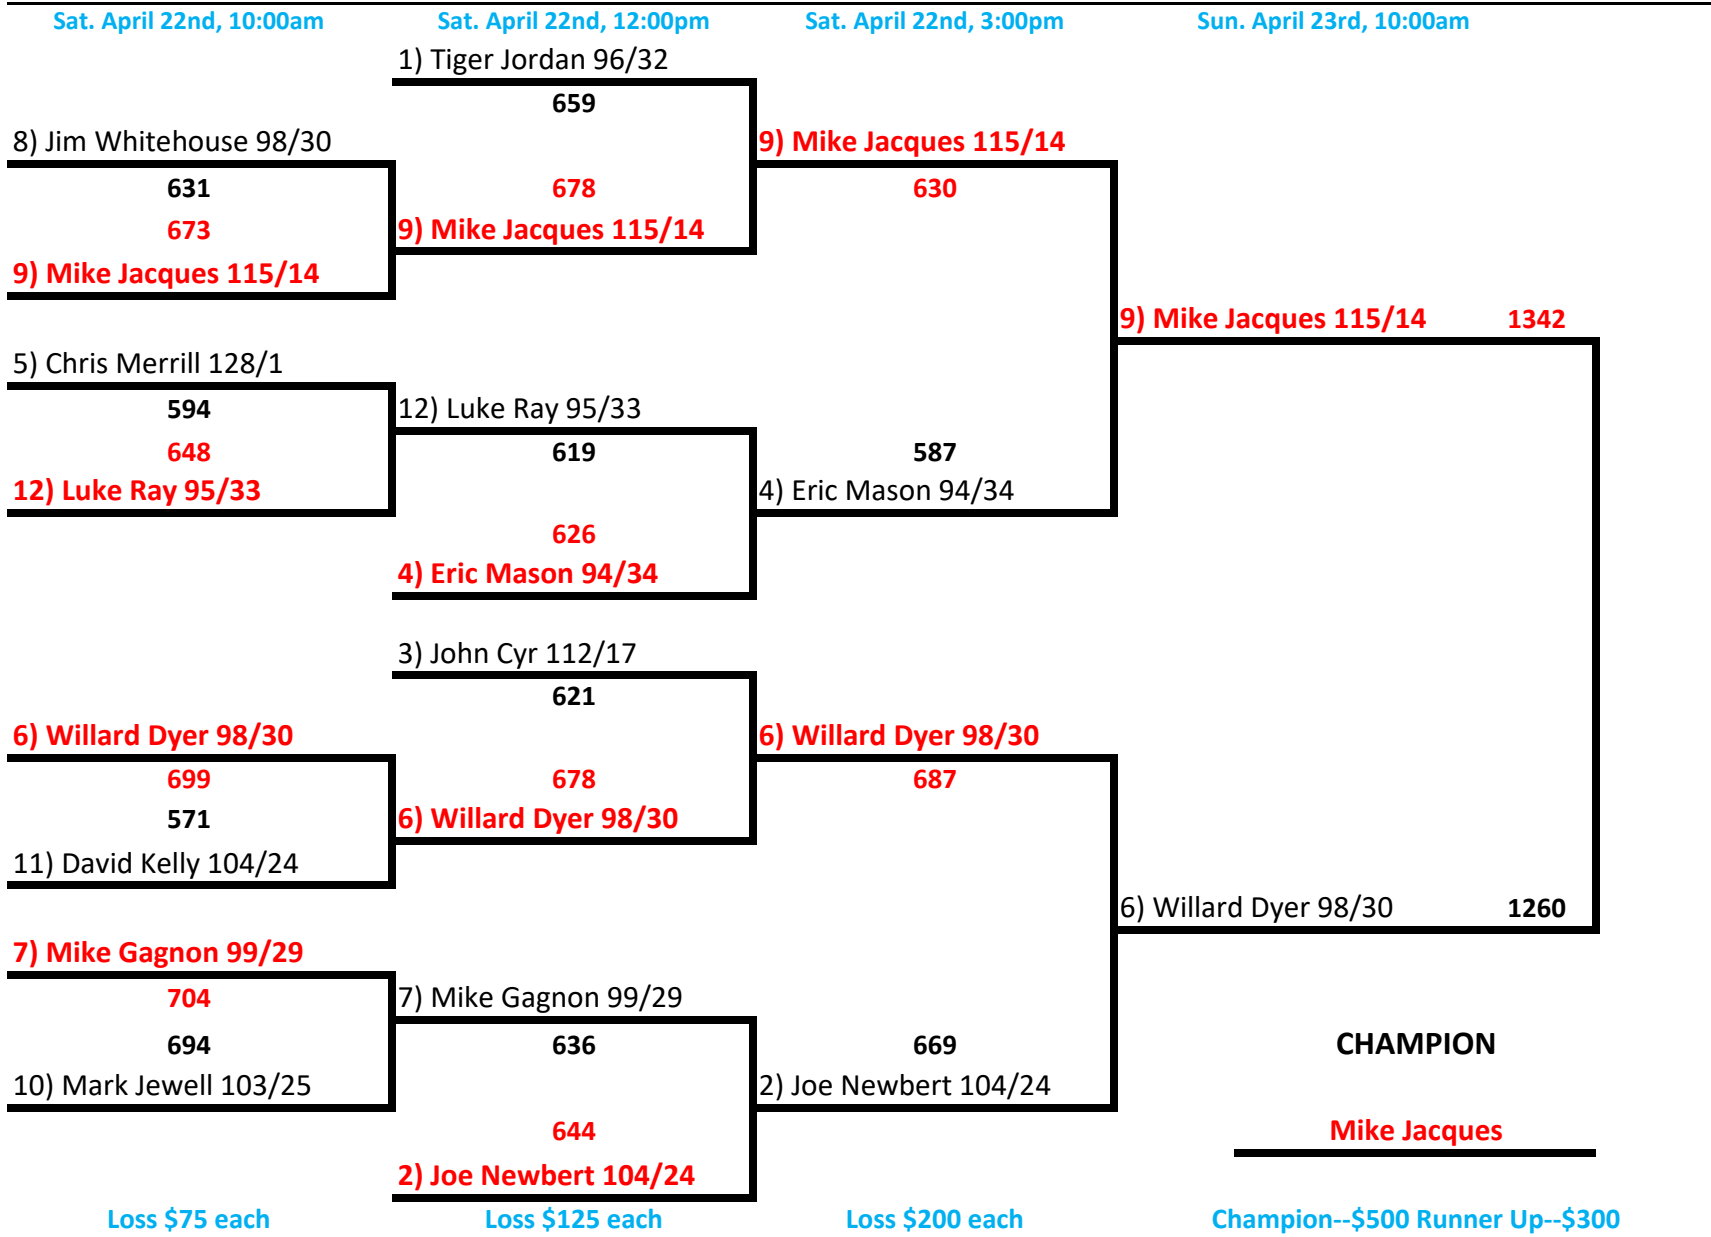 Sat. April 22nd, 10:00am
Sat. April 22nd, 12:00pm
Sat. April 22nd, 3:00pm
Sun. April 23rd, 10:00am
1) Tiger Jordan 96/32
659
8) Jim Whitehouse 98/30
9) Mike Jacques 115/14
631
678
630
673
9) Mike Jacques 115/14
9) Mike Jacques 115/14
9) Mike Jacques 115/14
1342
5) Chris Merrill 128/1
594
12) Luke Ray 95/33
648
619
587
12) Luke Ray 95/33
4) Eric Mason 94/34
626
4) Eric Mason 94/34
3) John Cyr 112/17
621
6) Willard Dyer 98/30
6) Willard Dyer 98/30
699
678
687
571
6) Willard Dyer 98/30
11) David Kelly 104/24
6) Willard Dyer 98/30
1260
7) Mike Gagnon 99/29
704
7) Mike Gagnon 99/29
694
636
669
CHAMPION
10) Mark Jewell 103/25
2) Joe Newbert 104/24
644
Mike Jacques
2) Joe Newbert 104/24
Loss $75 each
Loss $125 each
Loss $200 each
Champion--$500 Runner Up--$300